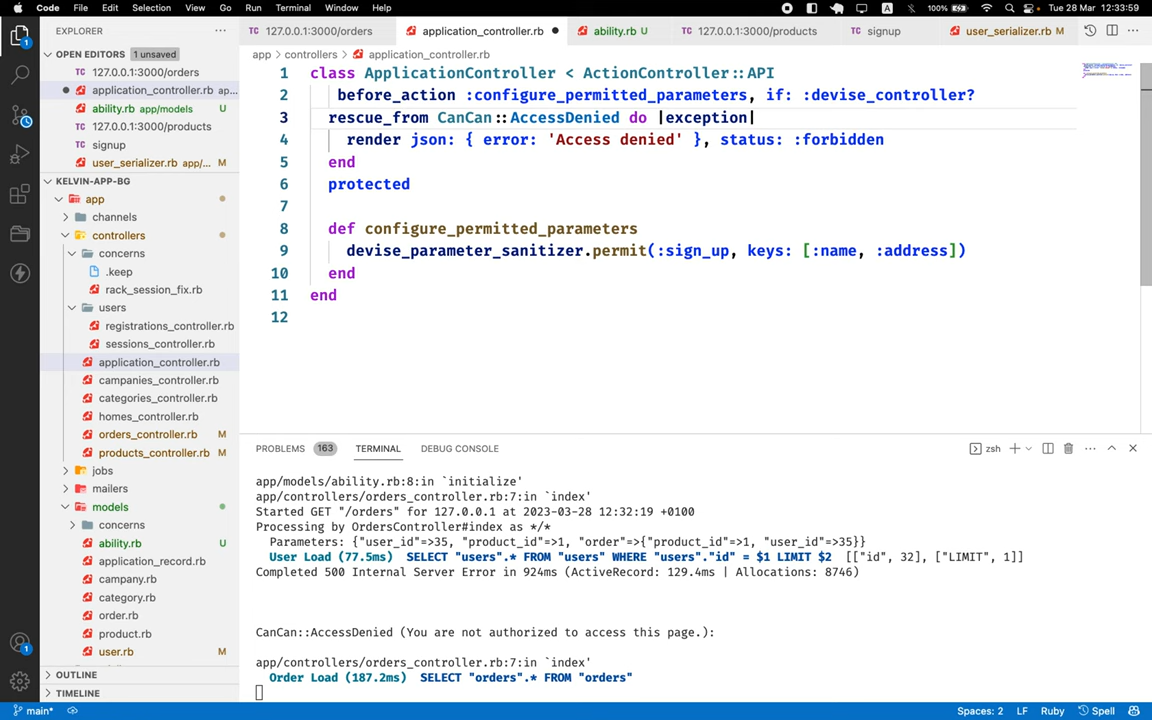 Code File Edit Selection View Go Run Terminal Window Help
A 100% Tue 28 Mar 12:33:59
EXPLORER
127.0.0.1:3000/orders application_controller.rb ability.rb U 127.0.0.1:3000/products signup user_serializer.rb M
OPEN EDITORS 1 unsaved
127.0.0.1:3000/orders
application_controller.rb ap...
ability.rb app/models U
127.0.0.1:3000/products
signup
user_serializer.rb app/... M
KELVIN-APP-BG
app
channels
controllers
concerns
.keep
rack_session_fix.rb
users
registrations_controller.rb
sessions_controller.rb
application_controller.rb
campanies_controller.rb
categories_controller.rb
homes_controller.rb
orders_controller.rb M
products_controller.rb M
jobs
mailers
models
concerns
ability.rb U
application_record.rb
company.rb
category.rb
order.rb
product.rb
user.rb M
OUTLINE
TIMELINE
app > controllers > application_controller.rb
1 class ApplicationController < ActionController::API
2 before_action :configure_permitted_parameters, if: :devise_controller?
3 rescue_from CanCan::AccessDenied do |exception|
4 render json: { error: 'Access denied' }, status: :forbidden
5 end
6 protected
7
8 def configure_permitted_parameters
9 devise_parameter_sanitizer.permit(:sign_up, keys: [:name, :address])
10 end
11 end
12
PROBLEMS 163 TERMINAL DEBUG CONSOLE
zsh
app/models/ability.rb:8:in `initialize'
app/controllers/orders_controller.rb:7:in `index'
Started GET "/orders" for 127.0.0.1 at 2023-03-28 12:32:19 +0100
Processing by OrdersController#index as */*
Parameters: {"user_id"=>35, "product_id"=>1, "order"=>{"product_id"=>1, "user_id"=>35}}
User Load (77.5ms) SELECT "users".* FROM "users" WHERE "users"."id" = $1 LIMIT $2 [["id", 32], ["LIMIT", 1]]
Completed 500 Internal Server Error in 924ms (ActiveRecord: 129.4ms | Allocations: 8746)
CanCan::AccessDenied (You are not authorized to access this page.):
app/controllers/orders_controller.rb:7:in `index'
Order Load (187.2ms) SELECT "orders".* FROM "orders"
main* Spaces: 2 LF Ruby Spell